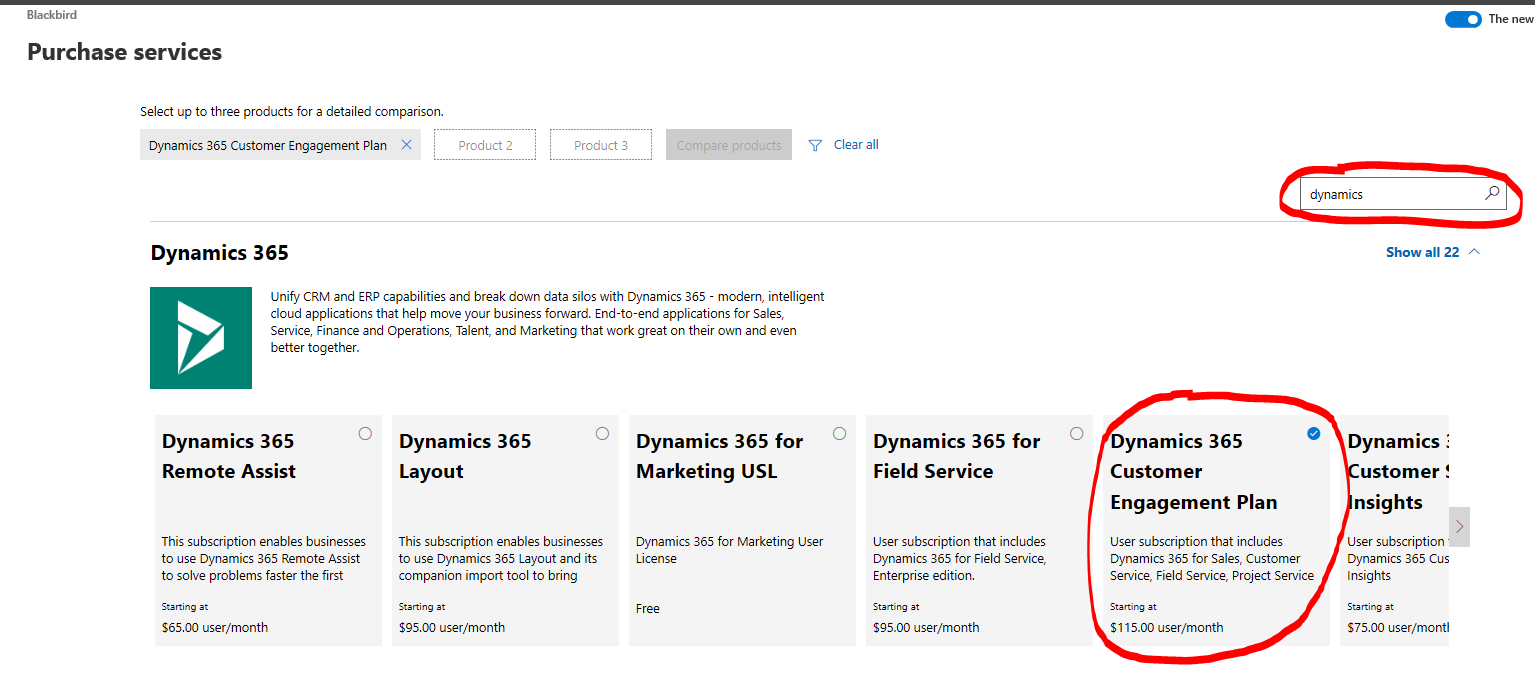 Blackbird
The new
Purchase services
Select up to three products for a detailed comparison.
Dynamics 365 Customer Engagement Plan
Product 2
Product 3
Compare products
Clear all
dynamics
Dynamics 365
Show all 22
Unify CRM and ERP capabilities and break down data silos with Dynamics 365 - modern, intelligent
cloud applications that help move your business forward. End-to-end applications for Sales,
Service, Finance and Operations, Talent, and Marketing that work great on their own and even
better together.
Dynamics 365
Remote Assist
This subscription enables businesses
to use Dynamics 365 Remote Assist
to solve problems faster the first
Starting at
$65.00 user/month
Dynamics 365
Layout
This subscription enables businesses
to use Dynamics 365 Layout and its
companion import tool to bring
Starting at
$95.00 user/month
Dynamics 365 for
Marketing USL
Dynamics 365 for Marketing User
License
Free
Dynamics 365 for
Field Service
User subscription that includes
Dynamics 365 for Field Service,
Enterprise edition.
Starting at
$95.00 user/month
Dynamics 365
Customer
Engagement Plan
User subscription that includes
Dynamics 365 for Sales, Customer
Service, Field Service, Project Service
Starting at
$115.00 user/month
Dynamics
Customer
Insights
User subscription
Dynamics 365 Cus
Insights
Starting at
$75.00 user/month